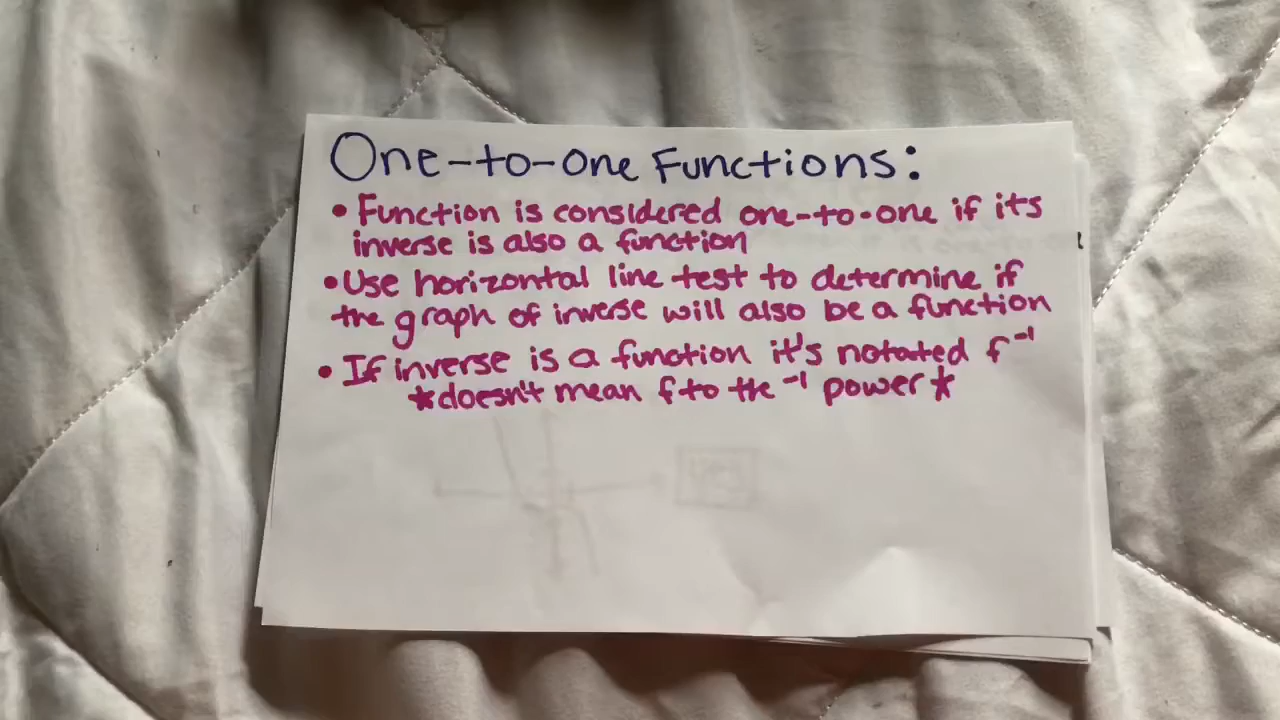 One-to-One Functions:
• Function is considered one-to-one if its
inverse is also a function
• Use horizontal line test to determine if
the graph of inverse will also be a function
• If inverse is a function it's notated f⁻¹
*doesn't mean f to the ⁻¹ power*